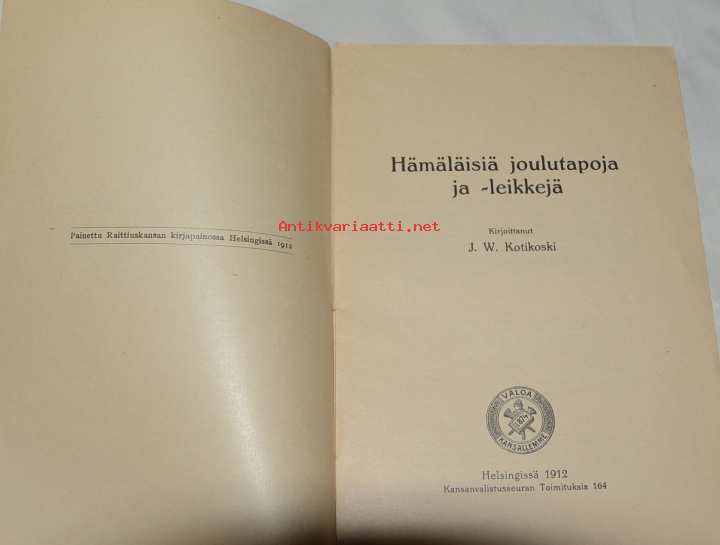 Painettu Raittiuskansan kirjapainossa Helsingissä 1912
Antikvariaatti.net
Hämäläisiä joulutapoja
ja -leikkejä
Kirjoittanut
J. W. Kotikoski
VALOA
1874
KANSALLEMME
Helsingissä 1912
Kansanvalistusseuran Toimituksia 164